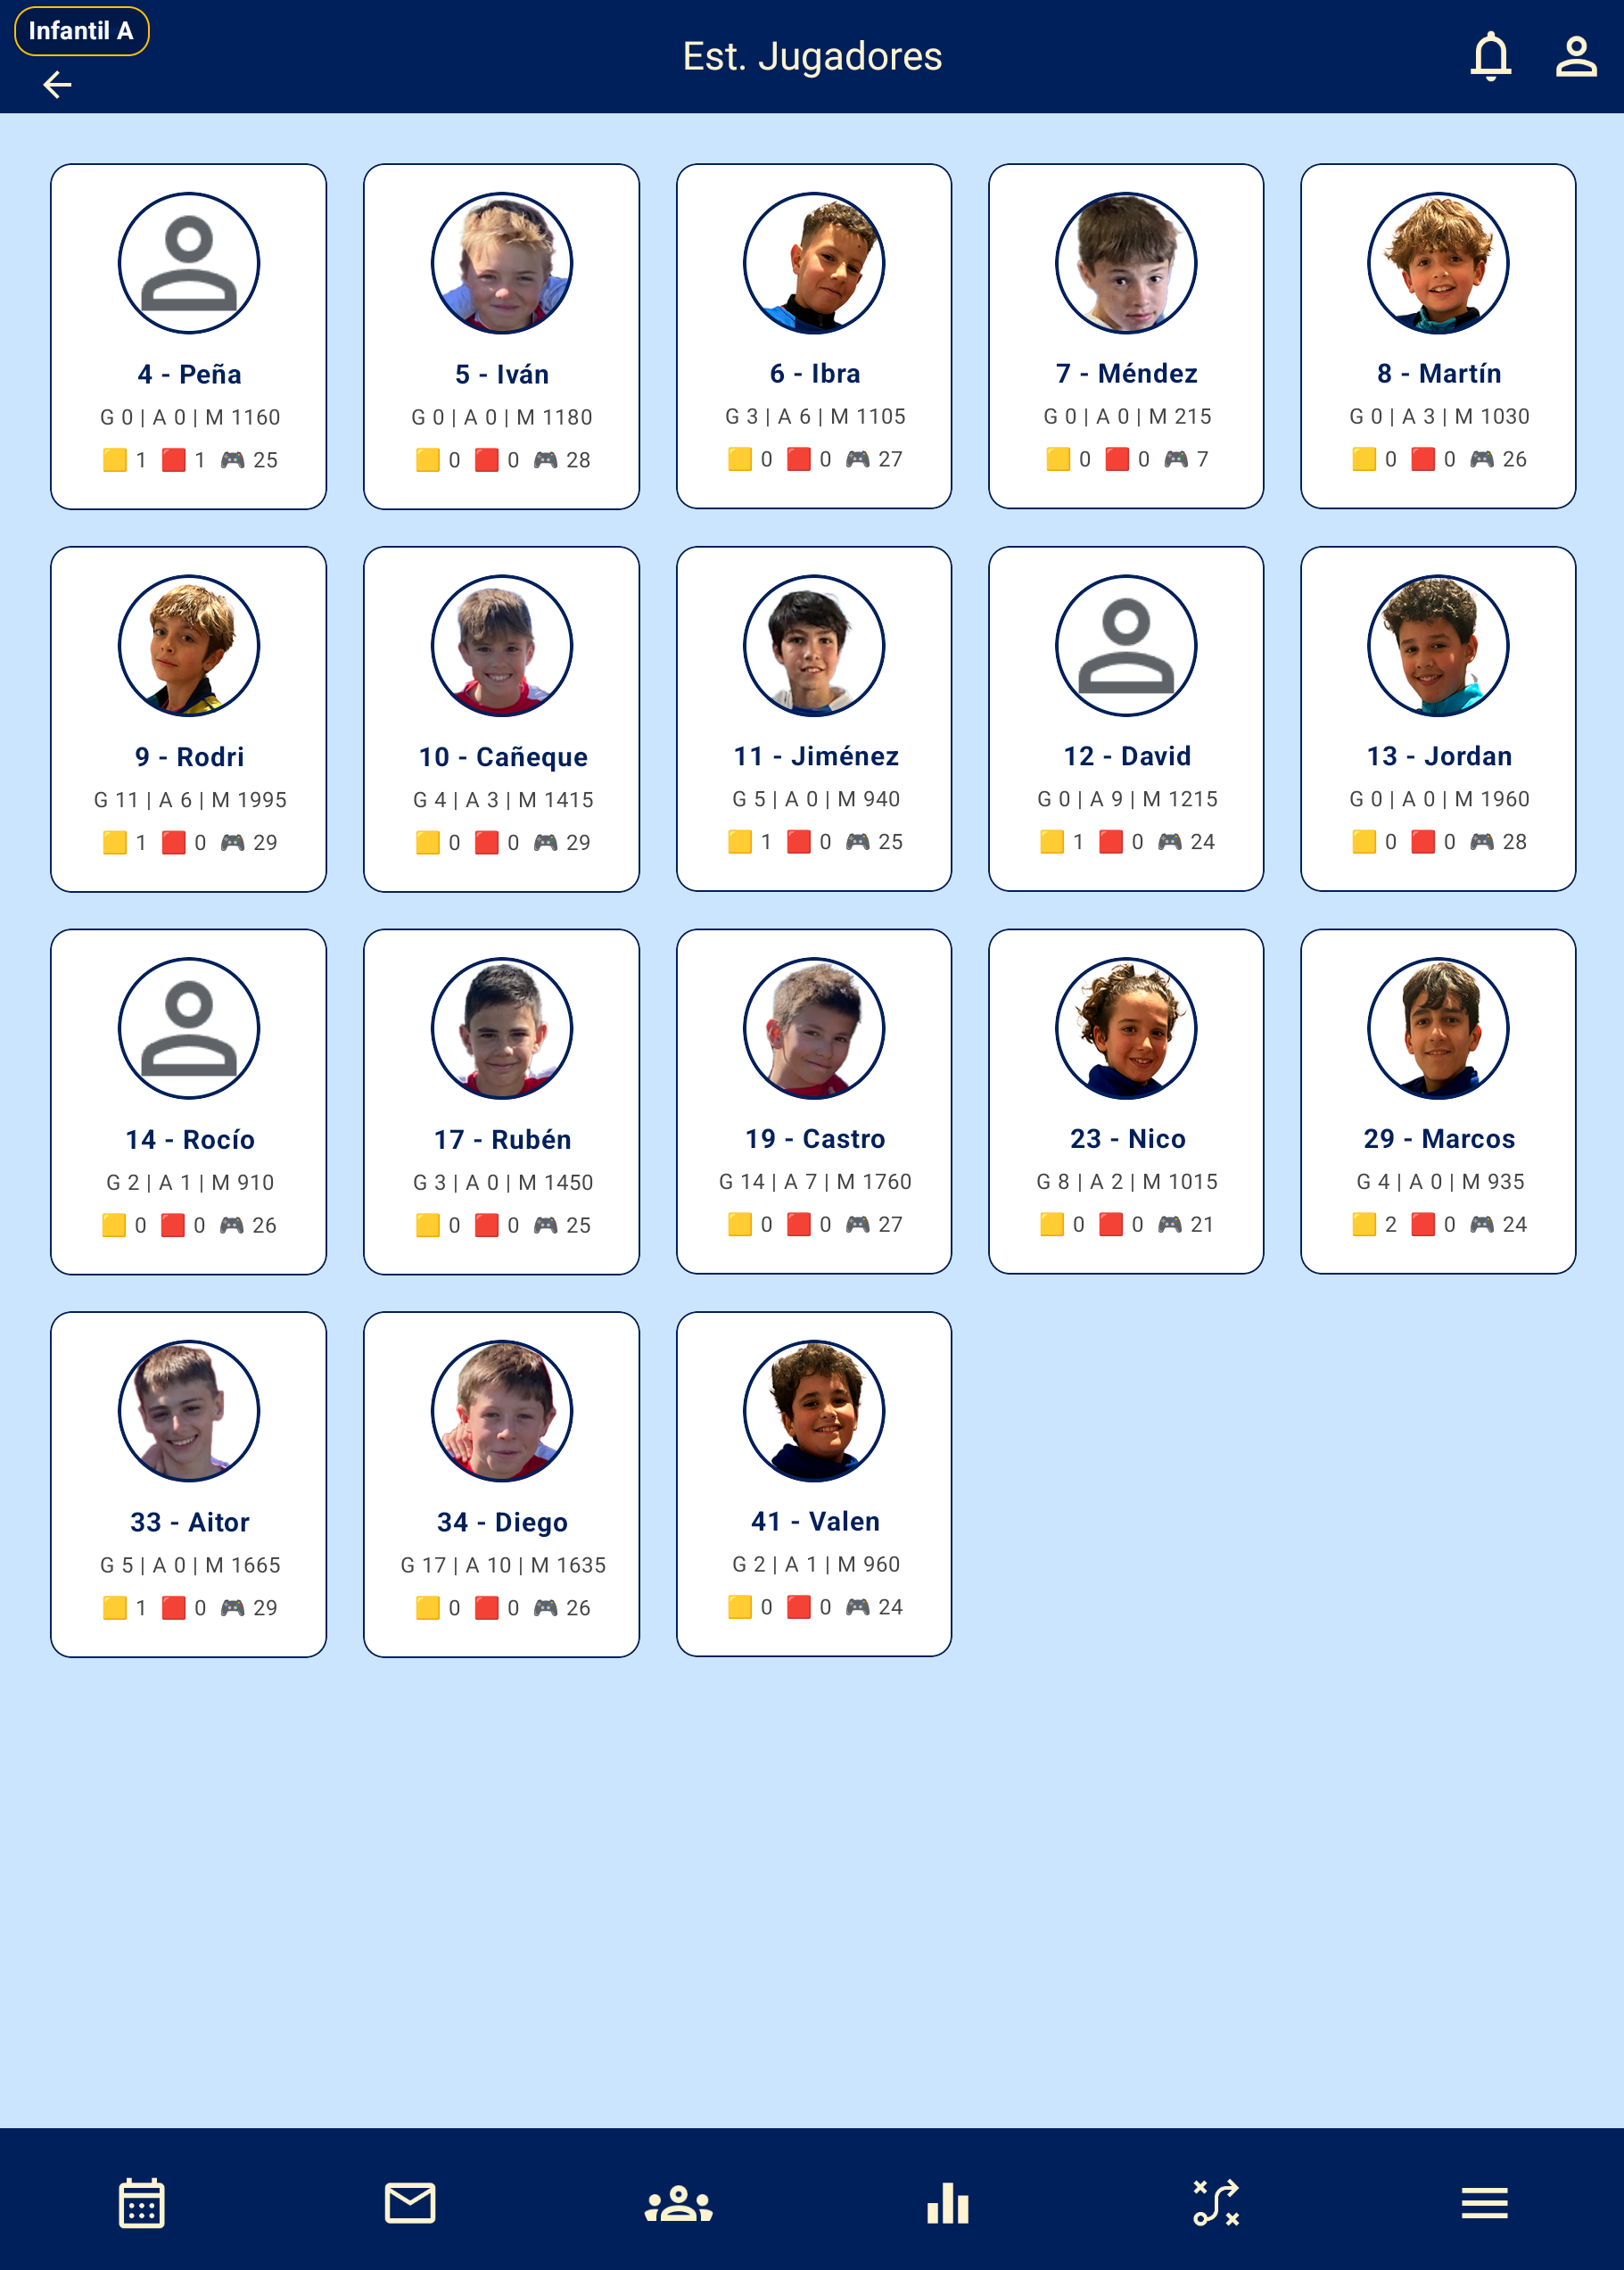 Infantil A
Est. Jugadores
4 - Peña
G 0 | A 0 | M 1160
🟨 1 🟥 1 🎮 25
5 - Iván
G 0 | A 0 | M 1180
🟨 0 🟥 0 🎮 28
6 - Ibra
G 3 | A 6 | M 1105
🟨 0 🟥 0 🎮 27
7 - Méndez
G 0 | A 0 | M 215
🟨 0 🟥 0 🎮 7
8 - Martín
G 0 | A 3 | M 1030
🟨 0 🟥 0 🎮 26
9 - Rodri
G 11 | A 6 | M 1995
🟨 1 🟥 0 🎮 29
10 - Cañeque
G 4 | A 3 | M 1415
🟨 0 🟥 0 🎮 29
11 - Jiménez
G 5 | A 0 | M 940
🟨 1 🟥 0 🎮 25
12 - David
G 0 | A 9 | M 1215
🟨 1 🟥 0 🎮 24
13 - Jordan
G 0 | A 0 | M 1960
🟨 0 🟥 0 🎮 28
14 - Rocío
G 2 | A 1 | M 910
🟨 0 🟥 0 🎮 26
17 - Rubén
G 3 | A 0 | M 1450
🟨 0 🟥 0 🎮 25
19 - Castro
G 14 | A 7 | M 1760
🟨 0 🟥 0 🎮 27
23 - Nico
G 8 | A 2 | M 1015
🟨 0 🟥 0 🎮 21
29 - Marcos
G 4 | A 0 | M 935
🟨 2 🟥 0 🎮 24
33 - Aitor
G 5 | A 0 | M 1665
🟨 1 🟥 0 🎮 29
34 - Diego
G 17 | A 10 | M 1635
🟨 0 🟥 0 🎮 26
41 - Valen
G 2 | A 1 | M 960
🟨 0 🟥 0 🎮 24